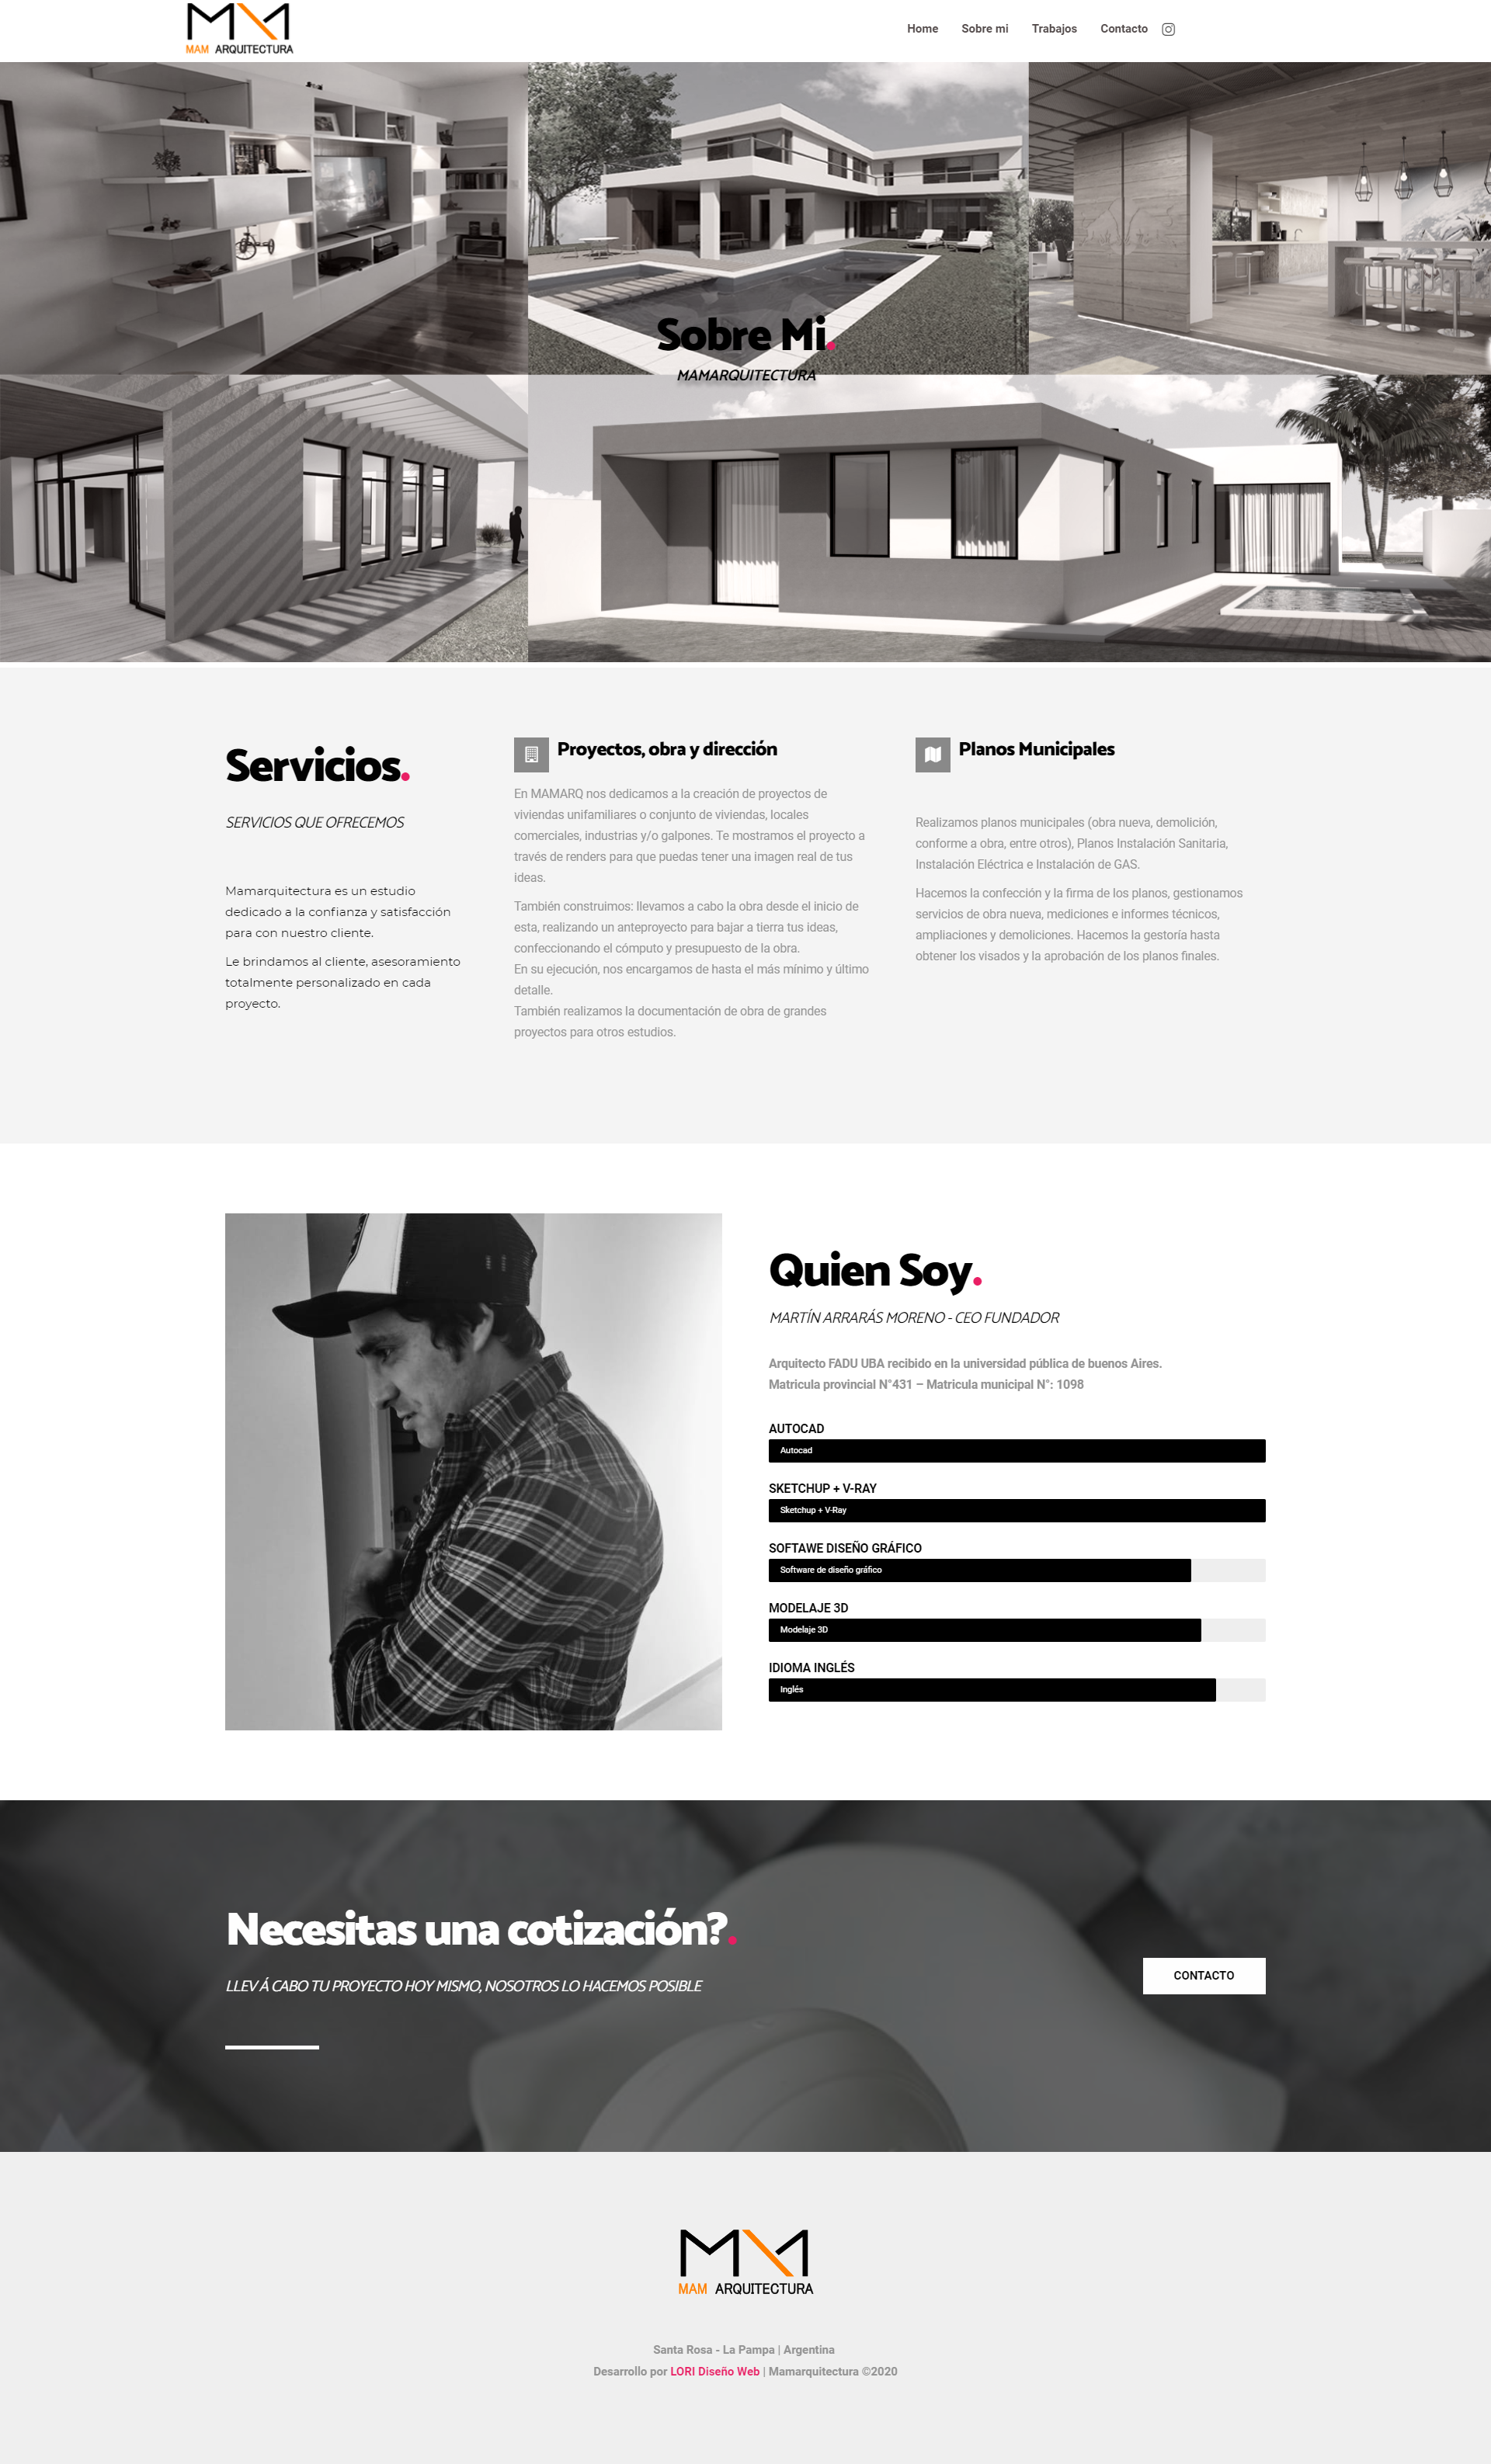 MAM ARQUITECTURA
Home Sobre mi Trabajos Contacto
Sobre Mi.
MAMARQUITECTURA
Servicios.
SERVICIOS QUE OFRECEMOS
Mamarquitectura es un estudio
dedicado a la confianza y satisfacción
para con nuestro cliente.
Le brindamos al cliente, asesoramiento
totalmente personalizado en cada
proyecto.
Proyectos, obra y dirección
En MAMARQ nos dedicamos a la creación de proyectos de
viviendas unifamiliares o conjunto de viviendas, locales
comerciales, industrias y/o galpones. Te mostramos el proyecto a
través de renders para que puedas tener una imagen real de tus
ideas.
También construimos: llevamos a cabo la obra desde el inicio de
esta, realizando un anteproyecto para bajar a tierra tus ideas,
confeccionando el cómputo y presupuesto de la obra.
En su ejecución, nos encargamos de hasta el más mínimo y último
detalle.
También realizamos la documentación de obra de grandes
proyectos para otros estudios.
Planos Municipales
Realizamos planos municipales (obra nueva, demolición,
conforme a obra, entre otros), Planos Instalación Sanitaria,
Instalación Eléctrica e Instalación de GAS.
Hacemos la confección y la firma de los planos, gestionamos
servicios de obra nueva, mediciones e informes técnicos,
ampliaciones y demoliciones. Hacemos la gestoría hasta
obtener los visados y la aprobación de los planos finales.
Quien Soy.
MARTÍN ARRARÁS MORENO - CEO FUNDADOR
Arquitecto FADU UBA recibido en la universidad pública de buenos Aires.
Matricula provincial N°431 – Matricula municipal N°: 1098
AUTOCAD
Autocad
SKETCHUP + V-RAY
Sketchup + V-Ray
SOFTAWE DISEÑO GRÁFICO
Software de diseño gráfico
MODELAJE 3D
Modelaje 3D
IDIOMA INGLÉS
Inglés
Necesitas una cotización?.
LLEVÁ CABO TU PROYECTO HOY MISMO, NOSOTROS LO HACEMOS POSIBLE
CONTACTO
MAM ARQUITECTURA
Santa Rosa - La Pampa | Argentina
Desarrollo por LORI Diseño Web | Mamarquitectura ©2020